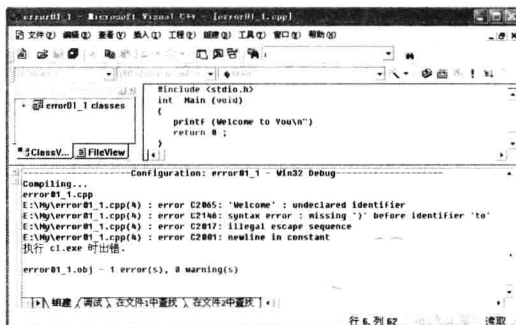 error01_1 - Microsoft Visual C++ - [error01_1.cpp]
文件(F) 编辑(E) 查看(V) 插入(I) 工程(P) 组建(B) 工具(T) 窗口(W) 帮助(H)
error01_1 classes
ClassV... FileView
#include <stdio.h>
int Main (void)
{
printf (Welcome to You\n")
return 0 ;
}
--------------------Configuration: error01_1 - Win32 Debug--------------------
Compiling...
error01_1.cpp
E:\My\error01_1.cpp(4) : error C2065: 'Welcome' : undeclared identifier
E:\My\error01_1.cpp(4) : error C2146: syntax error : missing ')' before identifier 'to'
E:\My\error01_1.cpp(4) : error C2017: illegal escape sequence
E:\My\error01_1.cpp(4) : error C2001: newline in constant
执行 cl.exe 时出错.
error01_1.obj - 1 error(s), 0 warning(s)
组建 调试 在文件1中查找 在文件2中查找
行 6, 列 62 读取